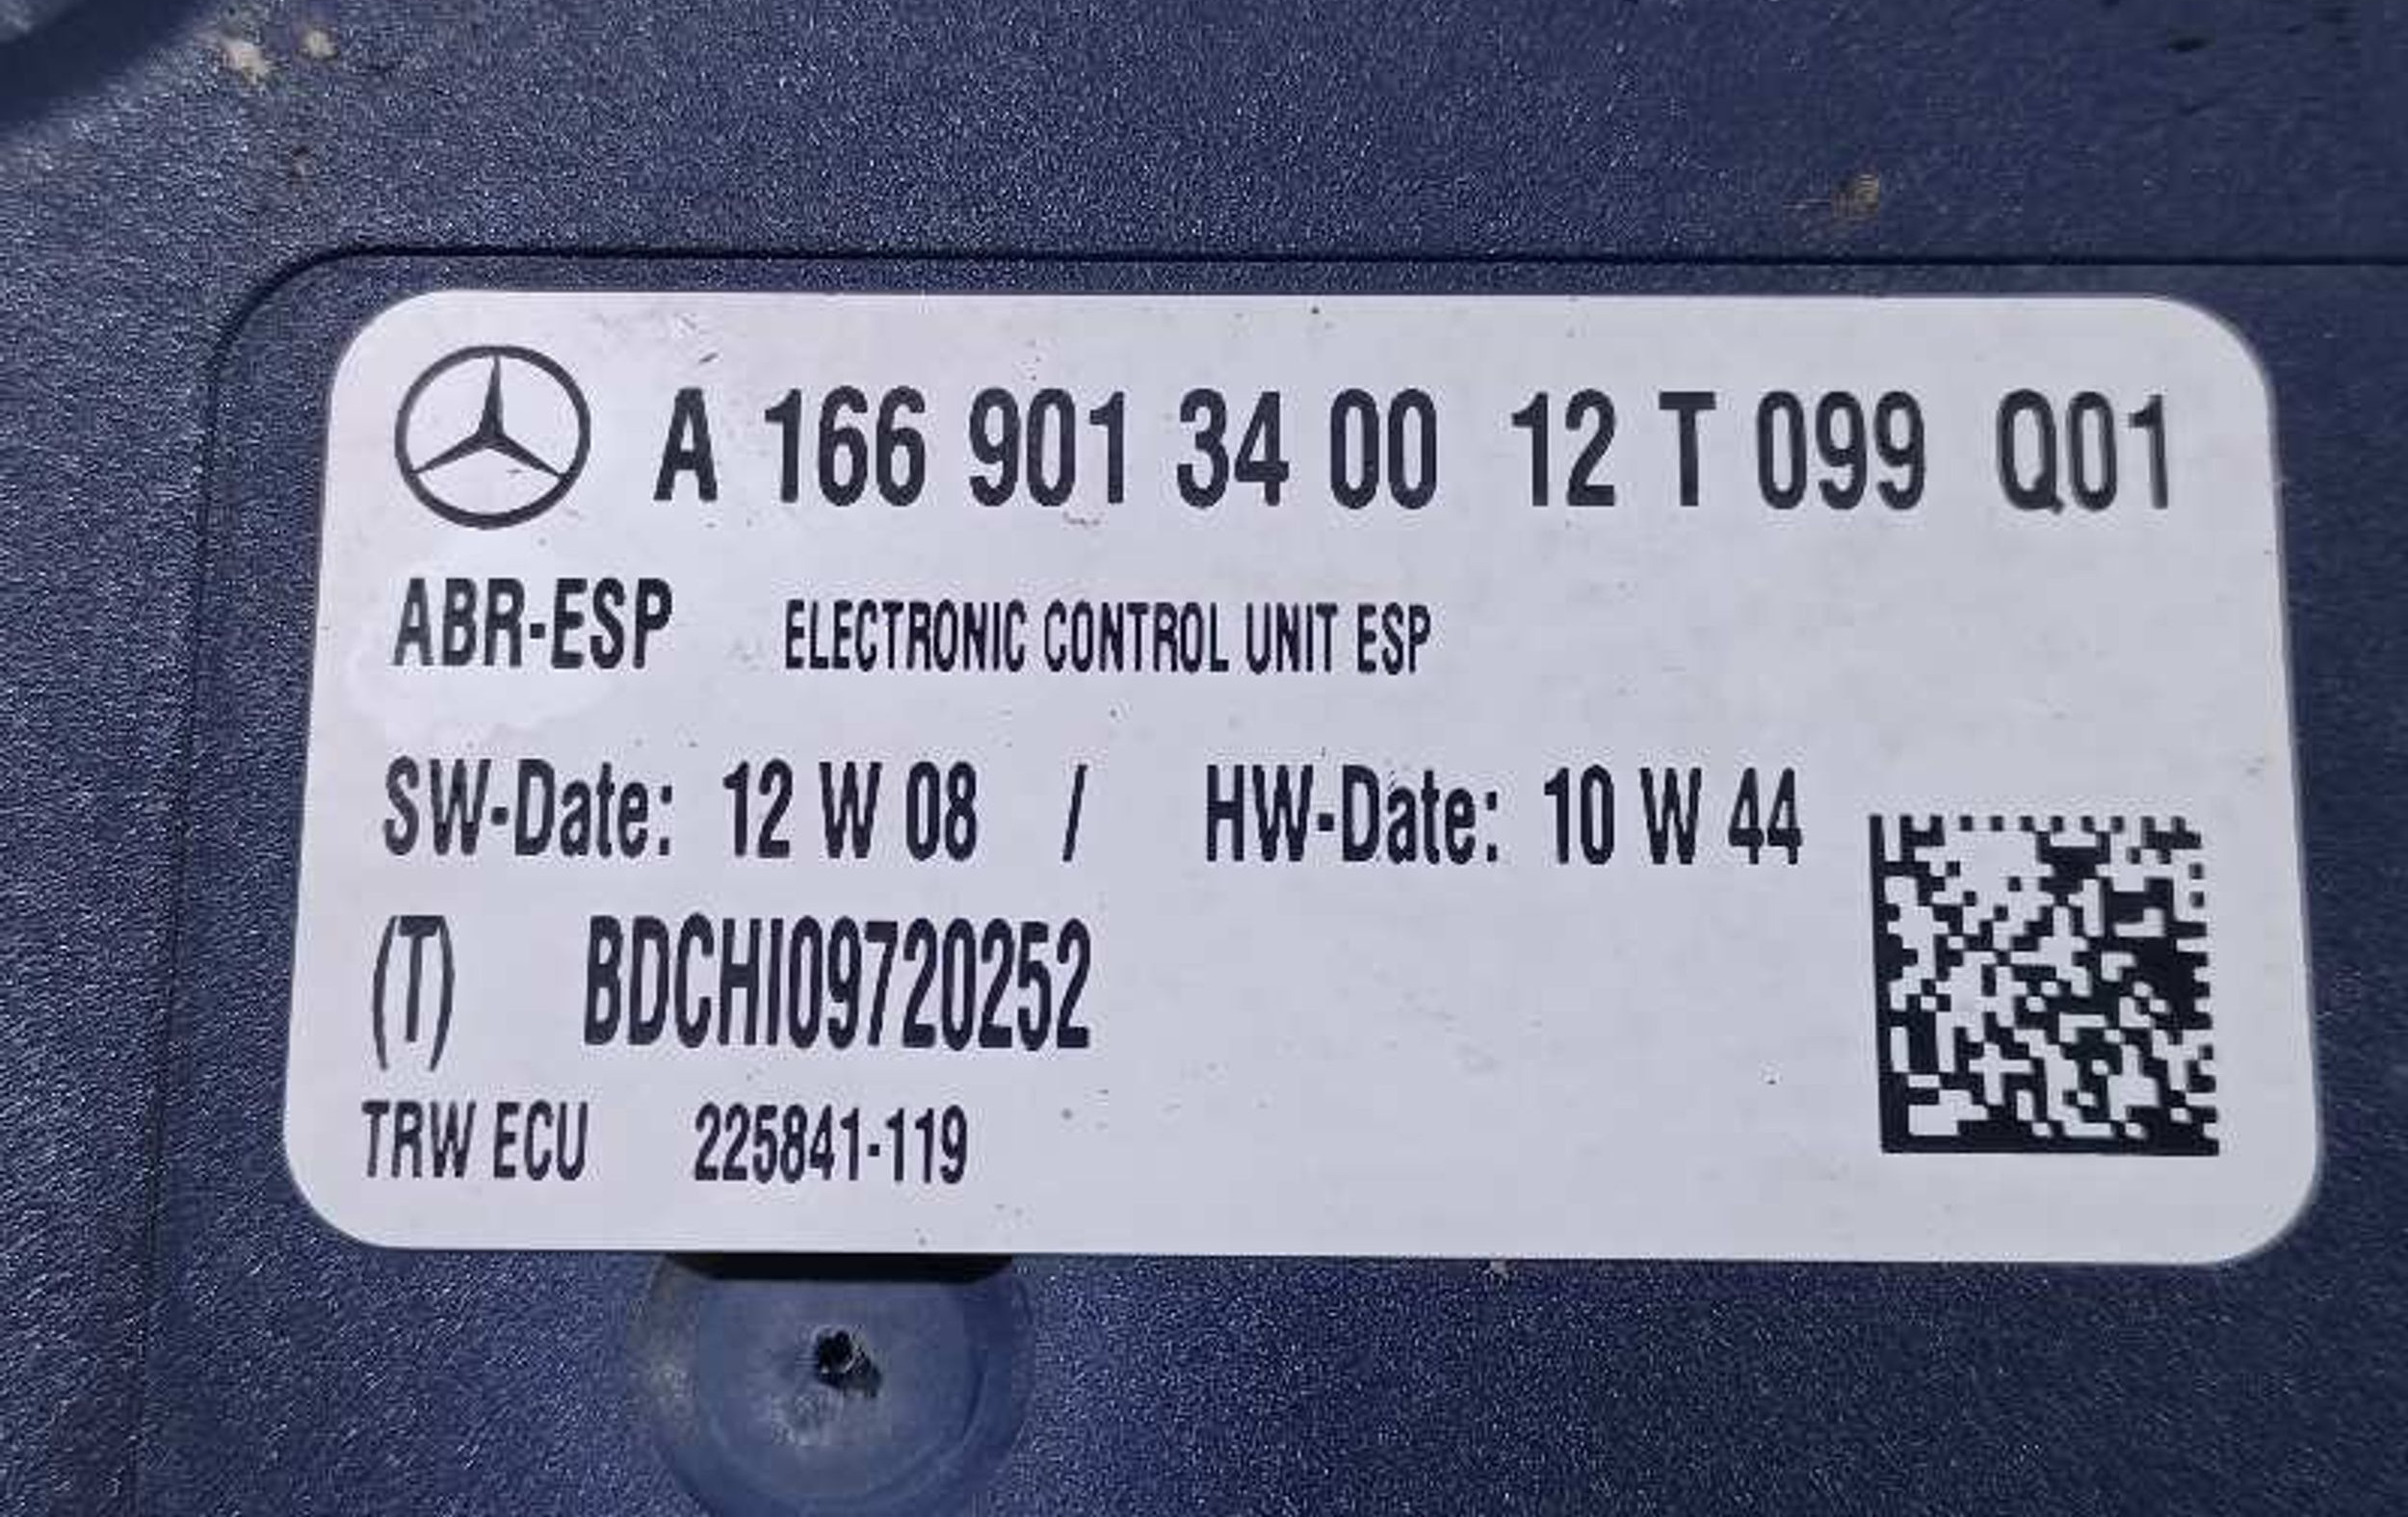 A 166 901 34 00 12 T 099 Q01
ABR-ESP ELECTRONIC CONTROL UNIT ESP
SW-Date: 12 W 08 / HW-Date: 10 W 44
(T) BDCHI09720252
TRW ECU 225841-119